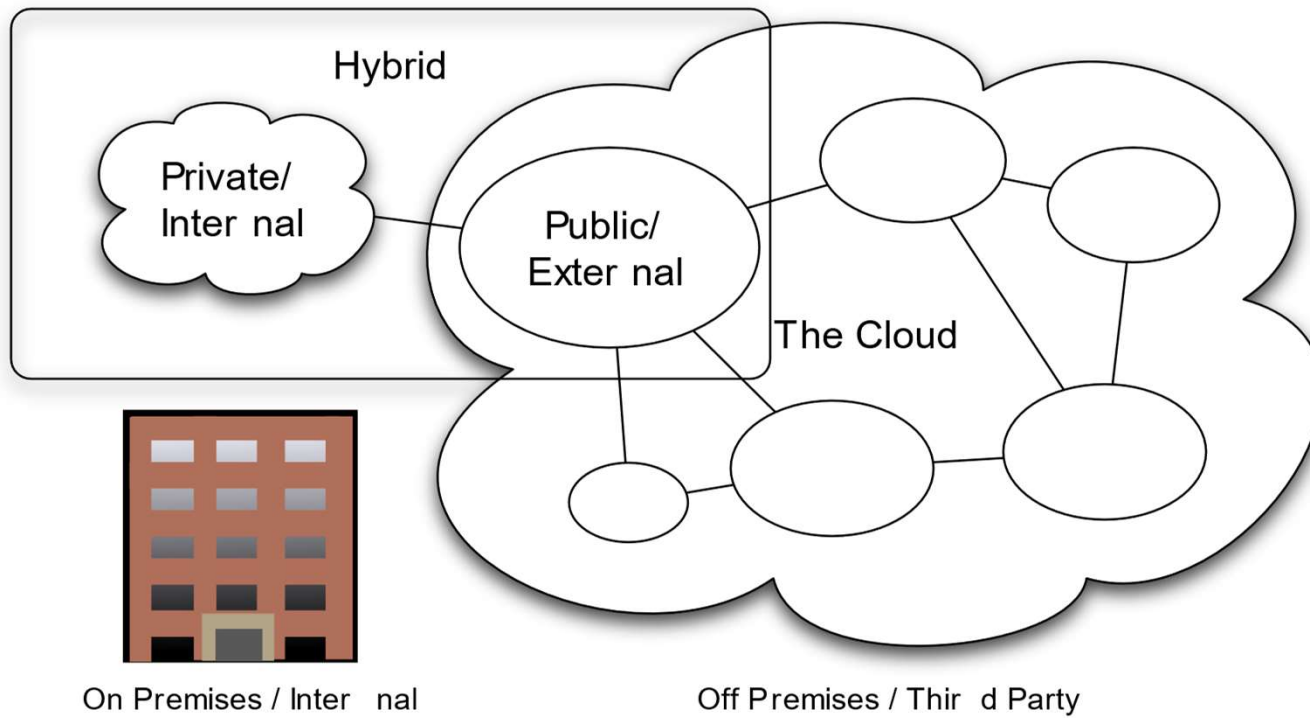 Hybrid
Private/
Inter nal
Public/
Exter nal
The Cloud
On Premises / Inter nal
Off Premises / Thir d Party